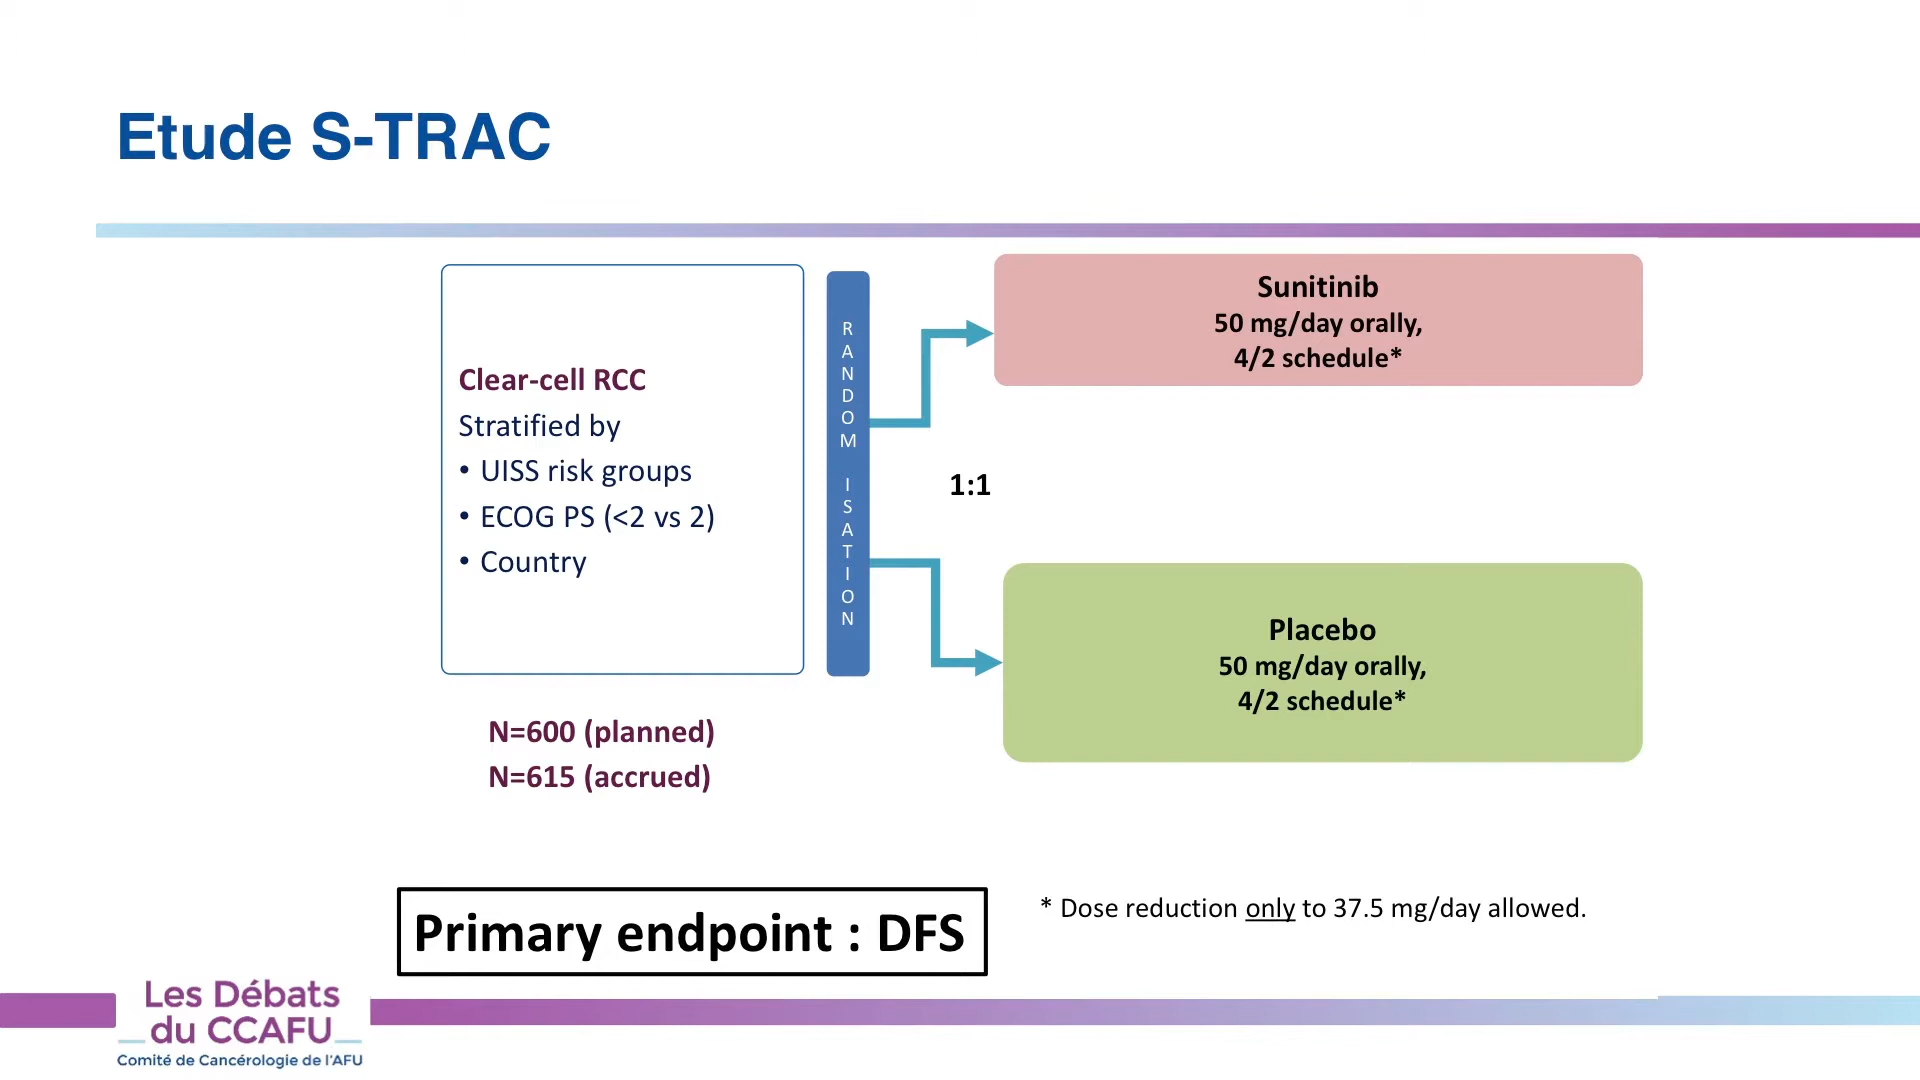 Etude S-TRAC
Clear-cell RCC
Stratified by
• UISS risk groups
• ECOG PS (<2 vs 2)
• Country
RANDOM ISATION
Sunitinib
50 mg/day orally,
4/2 schedule*
1:1
Placebo
50 mg/day orally,
4/2 schedule*
N=600 (planned)
N=615 (accrued)
Primary endpoint : DFS
* Dose reduction only to 37.5 mg/day allowed.
Les Débats
du CCAFU
Comité de Cancérologie de l'AFU